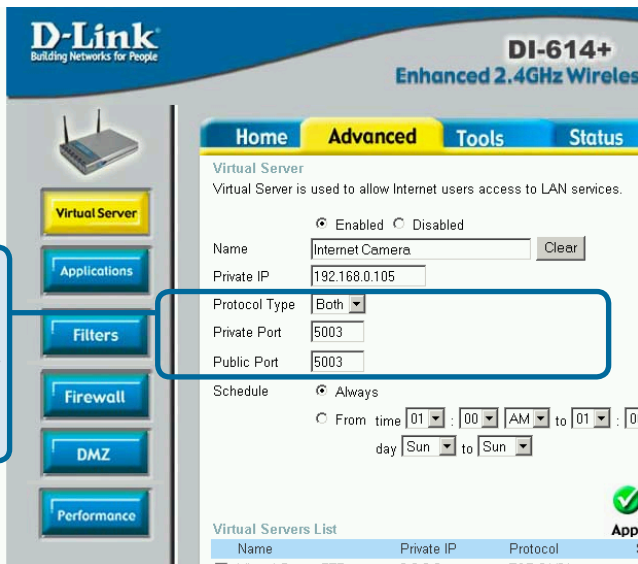 D-Link
Building Networks for People
DI-614+
Enhanced 2.4GHz Wireles
Home Advanced Tools Status
Virtual Server
Applications
Filters
Firewall
DMZ
Performance
Virtual Server
Virtual Server is used to allow Internet users access to LAN services.
Enabled Disabled
Name Internet Camera Clear
Private IP 192.168.0.105
Protocol Type Both
Private Port 5003
Public Port 5003
Schedule Always
From time 01 : 00 AM to 01 :
day Sun to Sun
App
Virtual Servers List
Name Private IP Protocol